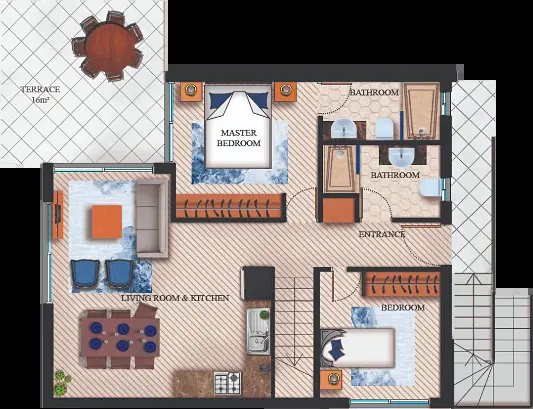 TERRACE
16m²
BATHROOM
MASTER
BEDROOM
BATHROOM
ENTRANCE
LIVING ROOM & KITCHEN
BEDROOM